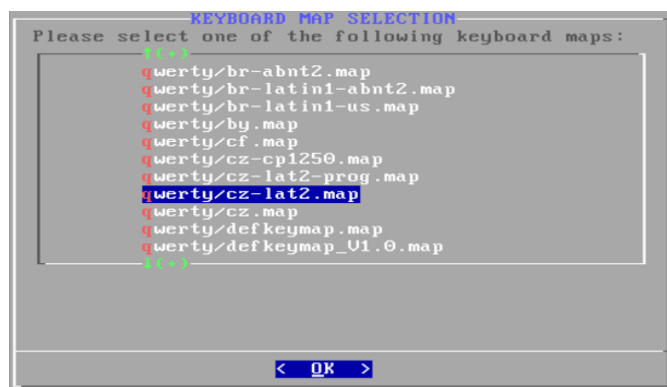 KEYBOARD MAP SELECTION
Please select one of the following keyboard maps:
↑(+)
qwerty/br-abnt2.map
qwerty/br-latin1-abnt2.map
qwerty/br-latin1-us.map
qwerty/by.map
qwerty/cf.map
qwerty/cz-cp1250.map
qwerty/cz-lat2-prog.map
qwerty/cz-lat2.map
qwerty/cz.map
qwerty/defkeymap.map
qwerty/defkeymap_V1.0.map
↓(+)
< OK >